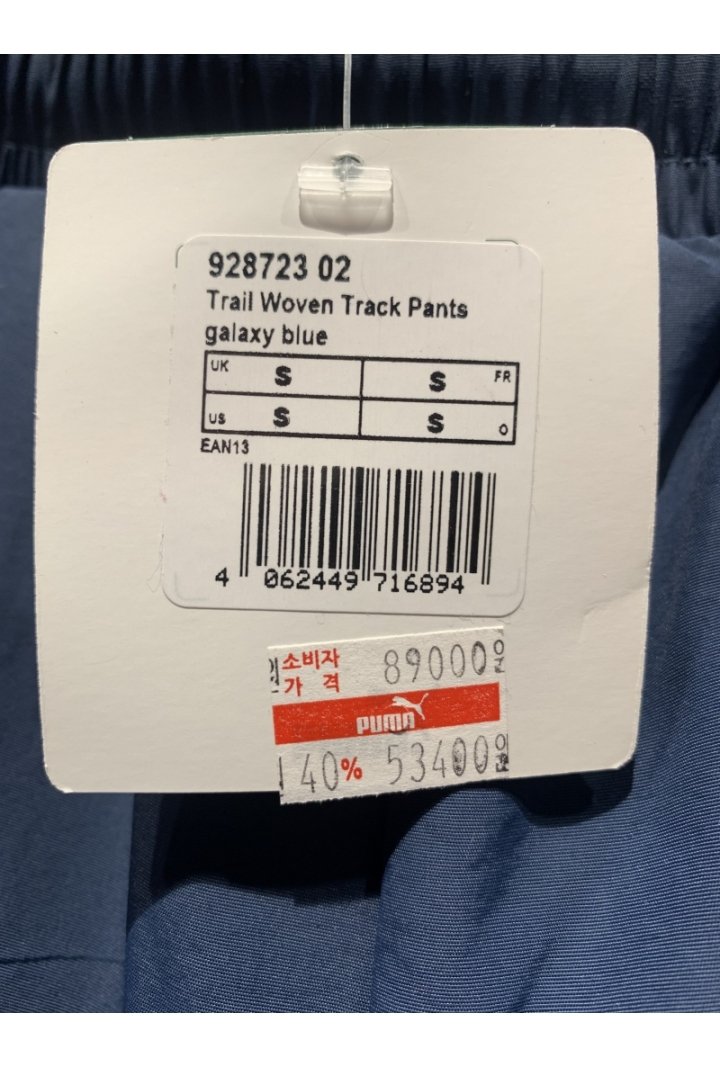 928723 02
Trail Woven Track Pants
galaxy blue
UK S S FR
US S S
EAN13
4 062449 716894
소비자 89000원
가 격
PUMA
40% 53400원